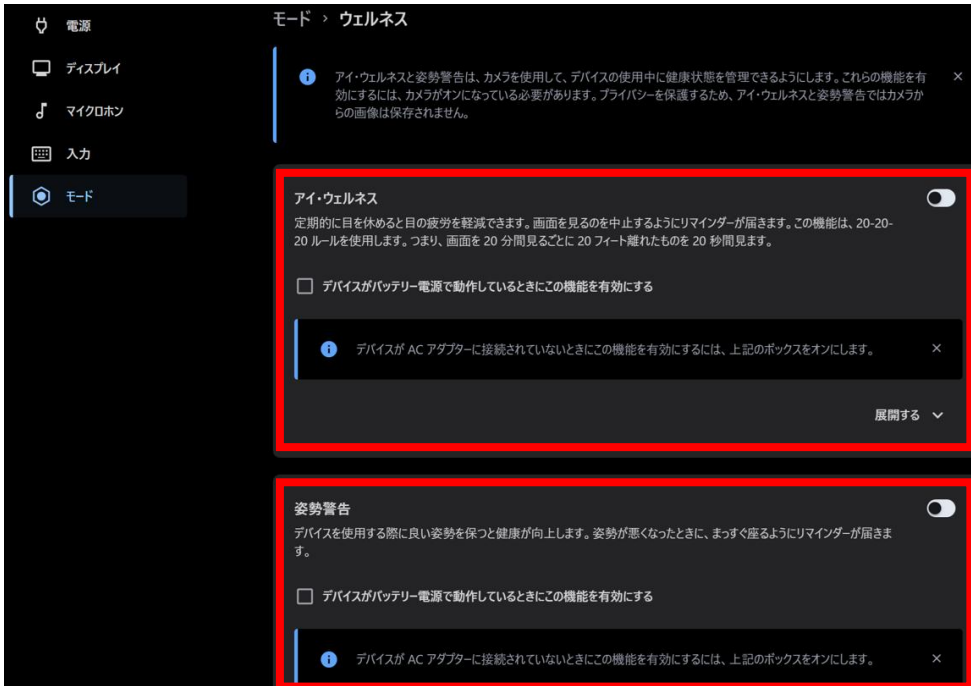 電源
ディスプレイ
マイクロホン
入力
モード
モード > ウェルネス
アイ・ウェルネスと姿勢警告は、カメラを使用して、デバイスの使用中に健康状態を管理できるようにします。これらの機能を有
効にするには、カメラがオンになっている必要があります。プライバシーを保護するため、アイ・ウェルネスと姿勢警告ではカメラか
らの画像は保存されません。
アイ・ウェルネス
定期的に目を休めると目の疲労を軽減できます。画面を見るのを中止するようにリマインダーが届きます。この機能は、20-20-
20 ルールを使用します。つまり、画面を 20 分間見るごとに 20 フィート離れたものを 20 秒間見ます。
デバイスがバッテリー電源で動作しているときにこの機能を有効にする
デバイスが AC アダプターに接続されていないときにこの機能を有効にするには、上記のボックスをオンにします。
展開する
姿勢警告
デバイスを使用する際に良い姿勢を保つと健康が向上します。姿勢が悪くなったときに、まっすぐ座るようにリマインダーが届きま
す。
デバイスがバッテリー電源で動作しているときにこの機能を有効にする
デバイスが AC アダプターに接続されていないときにこの機能を有効にするには、上記のボックスをオンにします。